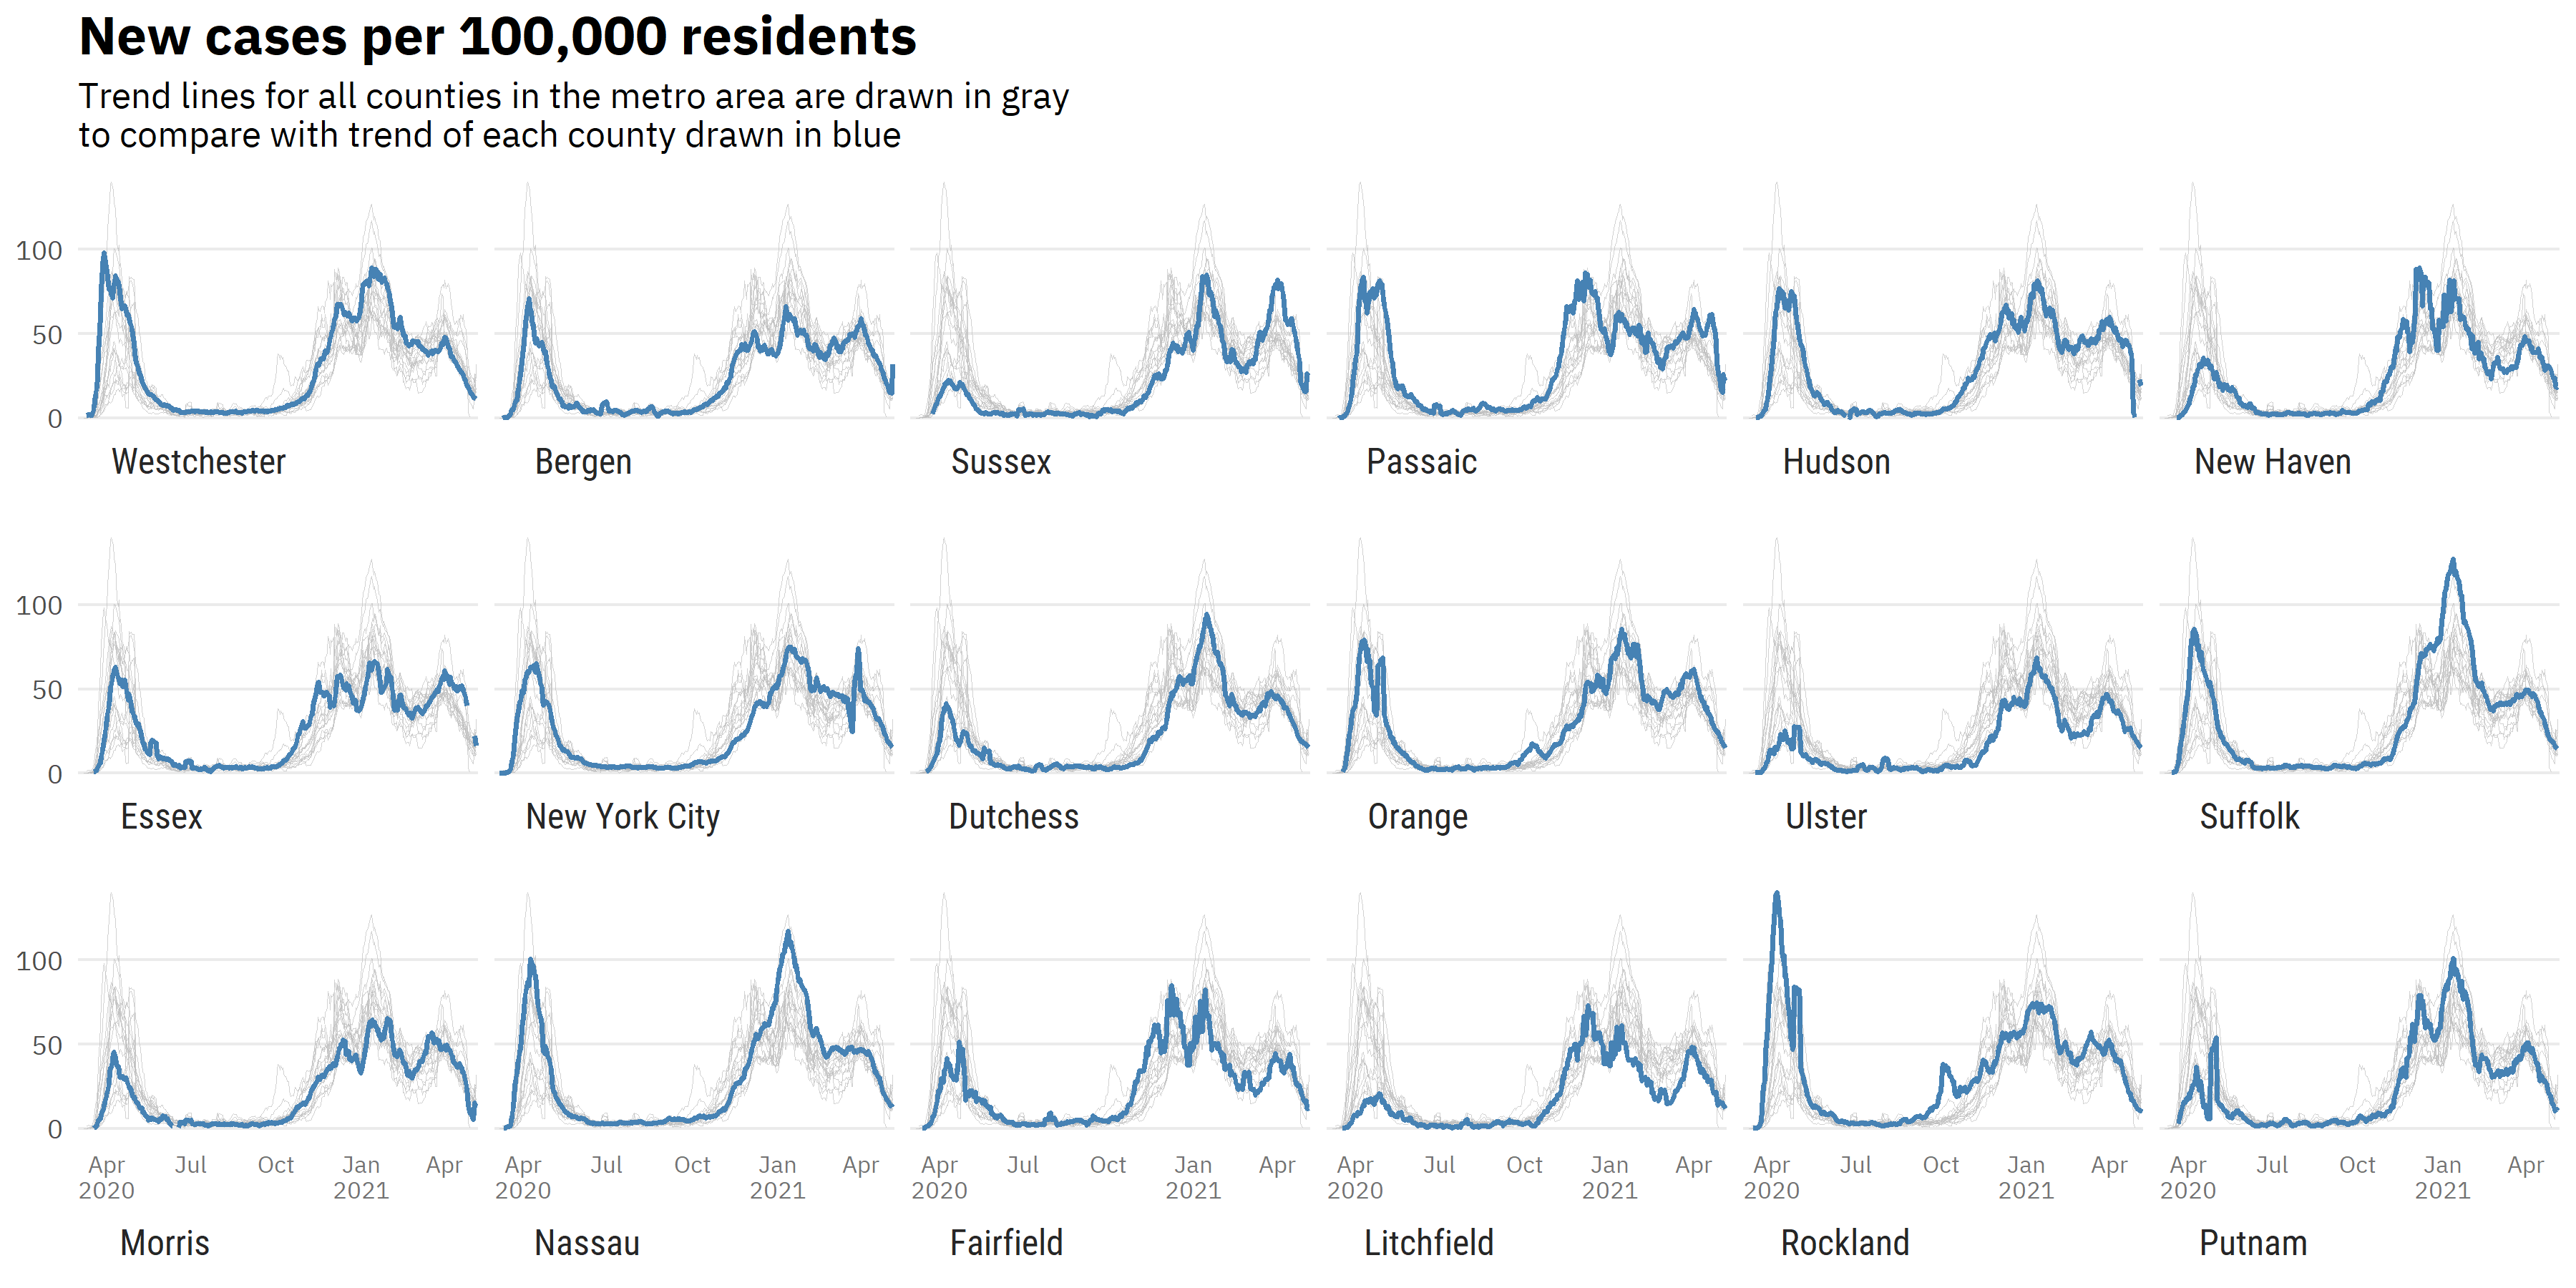 New cases per 100,000 residents
Trend lines for all counties in the metro area are drawn in gray
to compare with trend of each county drawn in blue
100
50
0
Westchester Bergen Sussex Passaic Hudson New Haven
100
50
0
Essex New York City Dutchess Orange Ulster Suffolk
100
50
0
Apr Jul Oct Jan Apr Apr Jul Oct Jan Apr Apr Jul Oct Jan Apr Apr Jul Oct Jan Apr Apr Jul Oct Jan Apr Apr Jul Oct Jan Apr
2020 2021 2020 2021 2020 2021 2020 2021 2020 2021 2020 2021
Morris Nassau Fairfield Litchfield Rockland Putnam